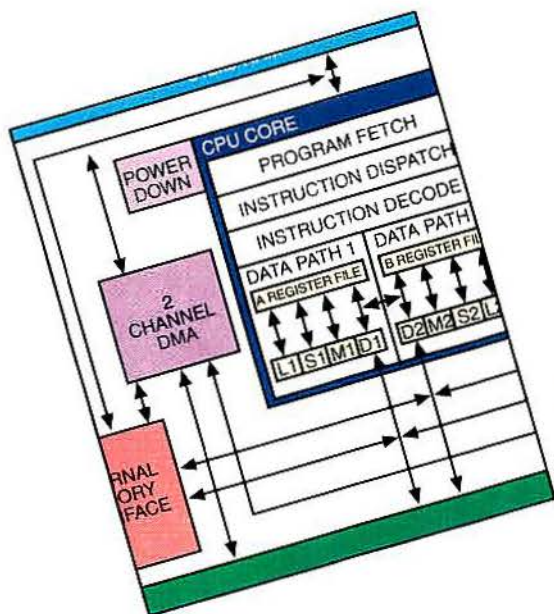 CPU CORE
POWER
DOWN
PROGRAM FETCH
INSTRUCTION DISPATCH
INSTRUCTION DECODE
DATA PATH 1
DATA PATH
A REGISTER FILE
B REGISTER FIL
L1 S1 M1 D1
D2 M2 S2 L
2
CHANNEL
DMA
RNAL
ORY
FACE